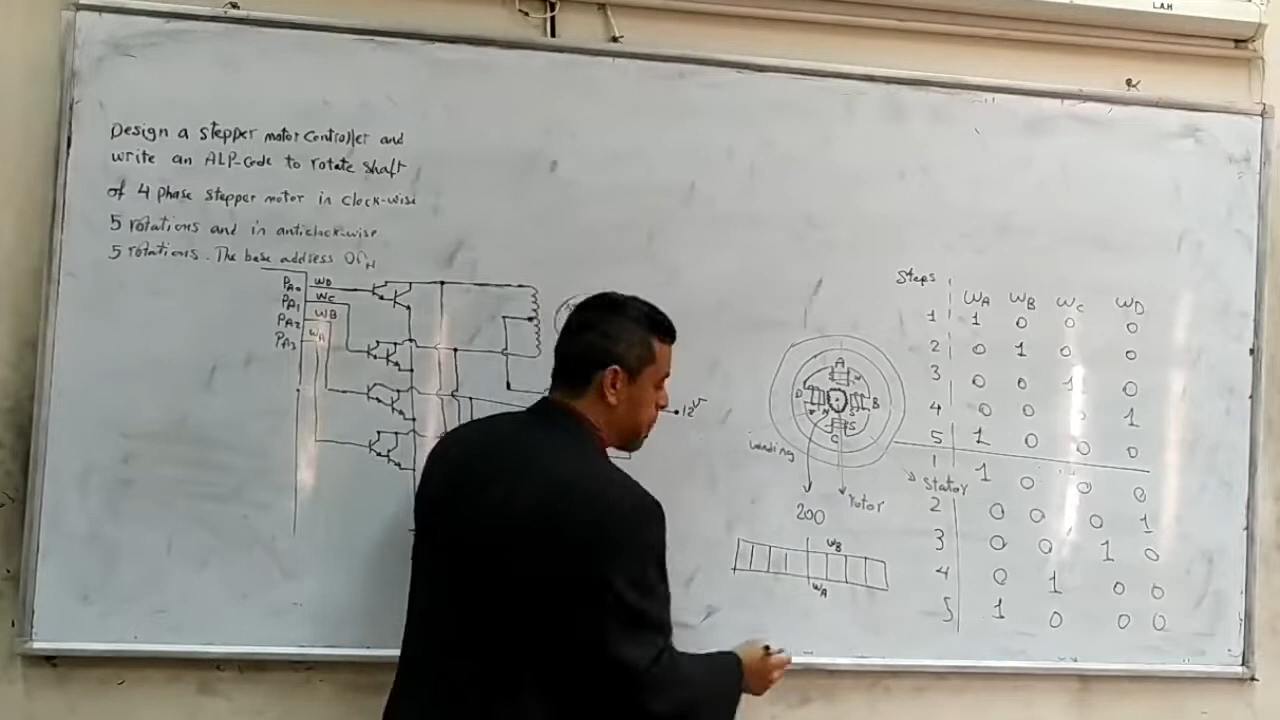 Design a stepper motor controller and
write an ALP-Code to rotate shaft
of 4 phase stepper motor in clock-wise
5 rotations and in anticlock-wise
5 rotations. The base address 00H
PA0 WD
PA1 WC
PA2 WB
PA3 WA
12V
A
D B
C
winding
rotor
Stator
200
WB
WA
Steps WA WB WC WD
1 1 0 0 0
2 0 1 0 0
3 0 0 1 0
4 0 0 0 1
5 1 0 0 0
1 1 0 0 0
2 0 0 0 1
3 0 0 1 0
4 0 1 0 0
5 1 0 0 0
L.A.H